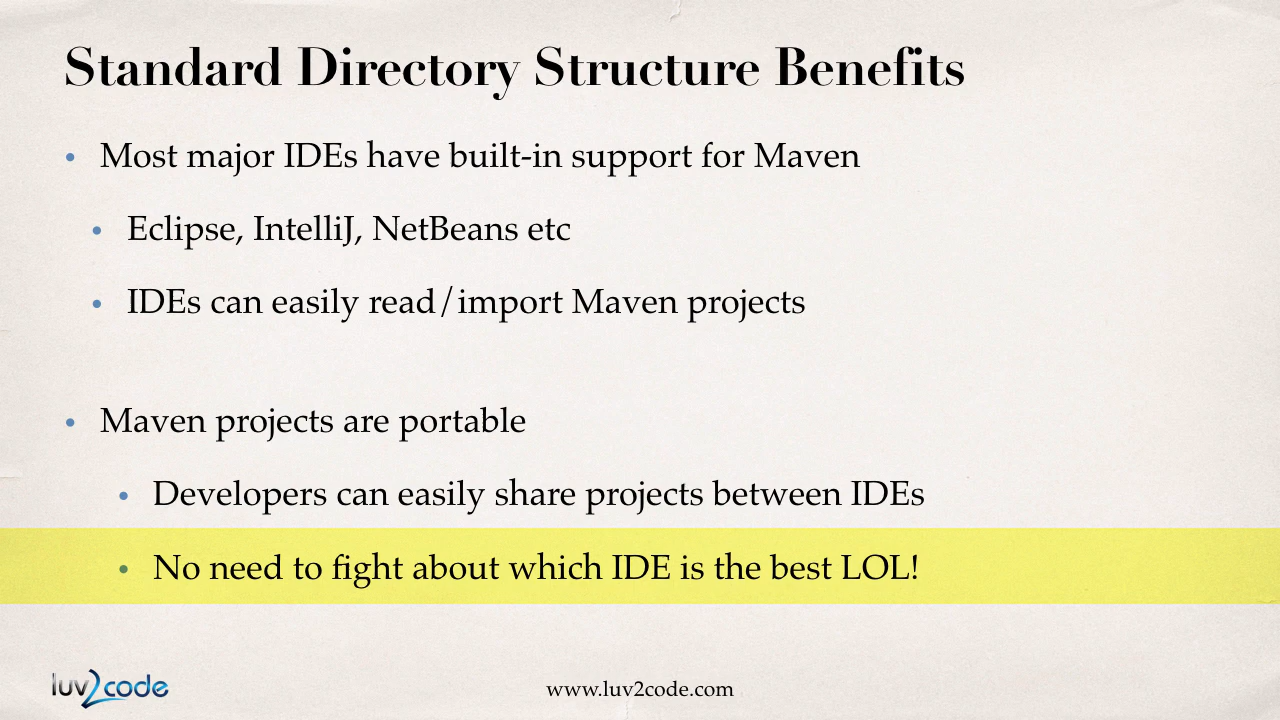 Standard Directory Structure Benefits
• Most major IDEs have built-in support for Maven
• Eclipse, IntelliJ, NetBeans etc
• IDEs can easily read/import Maven projects
• Maven projects are portable
• Developers can easily share projects between IDEs
• No need to fight about which IDE is the best LOL!
luv2code
www.luv2code.com